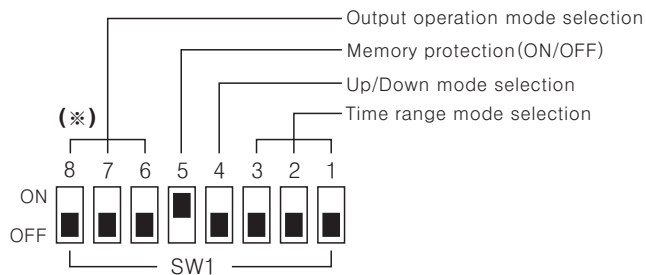 Output operation mode selection
Memory protection(ON/OFF)
Up/Down mode selection
Time range mode selection
(※)
8 7 6 5 4 3 2 1
ON
OFF
SW1